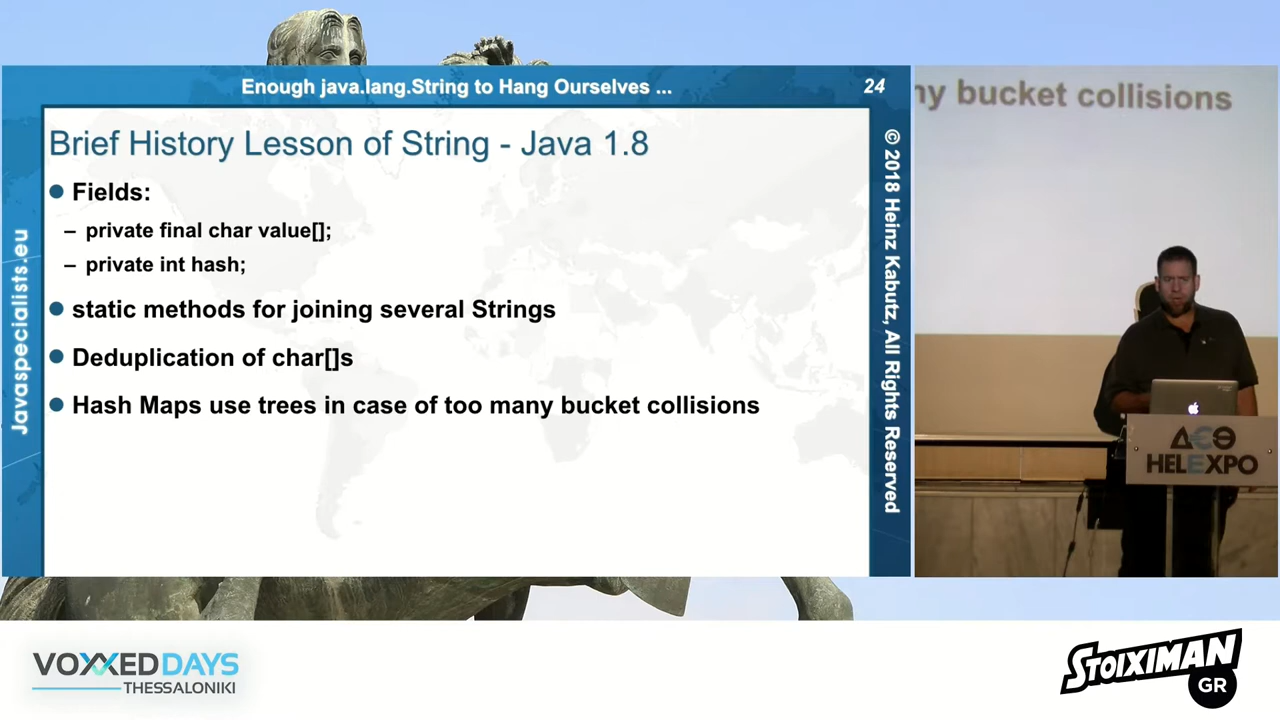 Enough java.lang.String to Hang Ourselves ...
24
Brief History Lesson of String - Java 1.8
Fields:
– private final char value[];
– private int hash;
static methods for joining several Strings
Deduplication of char[]s
Hash Maps use trees in case of too many bucket collisions
Javaspecialists.eu
© 2018 Heinz Kabutz, All Rights Reserved
ny bucket collisions
ΔΕΘ
HELEXPO
VOXXED DAYS
THESSALONIKI
STOIXIMAN
GR